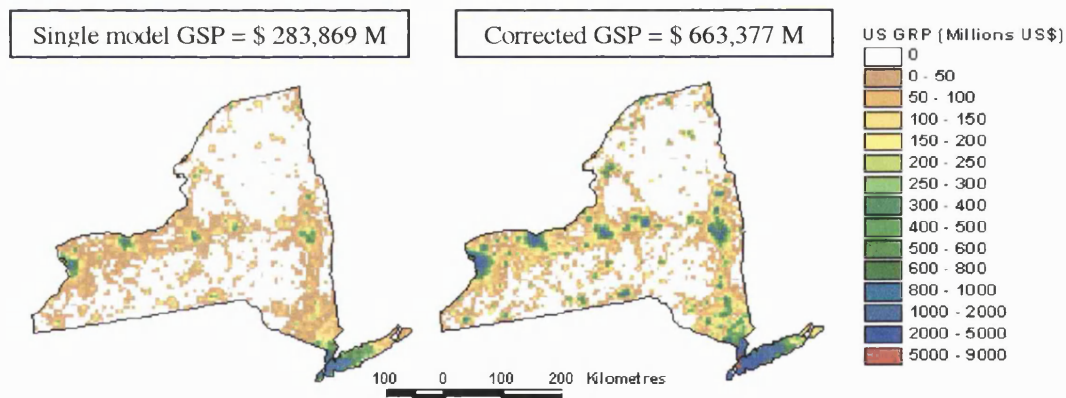 Single model GSP = $ 283,869 M
Corrected GSP = $ 663,377 M
US GRP (Millions US$)
0
0 - 50
50 - 100
100 - 150
150 - 200
200 - 250
250 - 300
300 - 400
400 - 500
500 - 600
600 - 800
800 - 1000
1000 - 2000
2000 - 5000
5000 - 9000
100 0 100 200 Kilometres